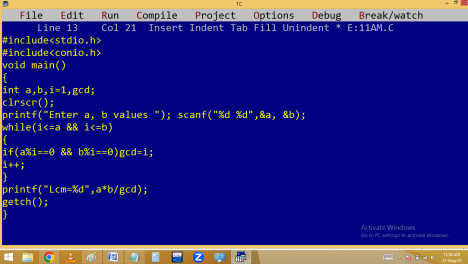 TC
File Edit Run Compile Project Options Debug Break/watch
Line 13 Col 21 Insert Indent Tab Fill Unindent * E:11AM.C
#include<stdio.h>
#include<conio.h>
void main()
{
int a,b,i=1,gcd;
clrscr();
printf("Enter a, b values "); scanf("%d %d",&a, &b);
while(i<=a && i<=b)
{
if(a%i==0 && b%i==0)gcd=i;
i++;
}
printf("Lcm=%d",a*b/gcd);
getch();
}
Activate Windows
Go to PC settings to activate Windows.